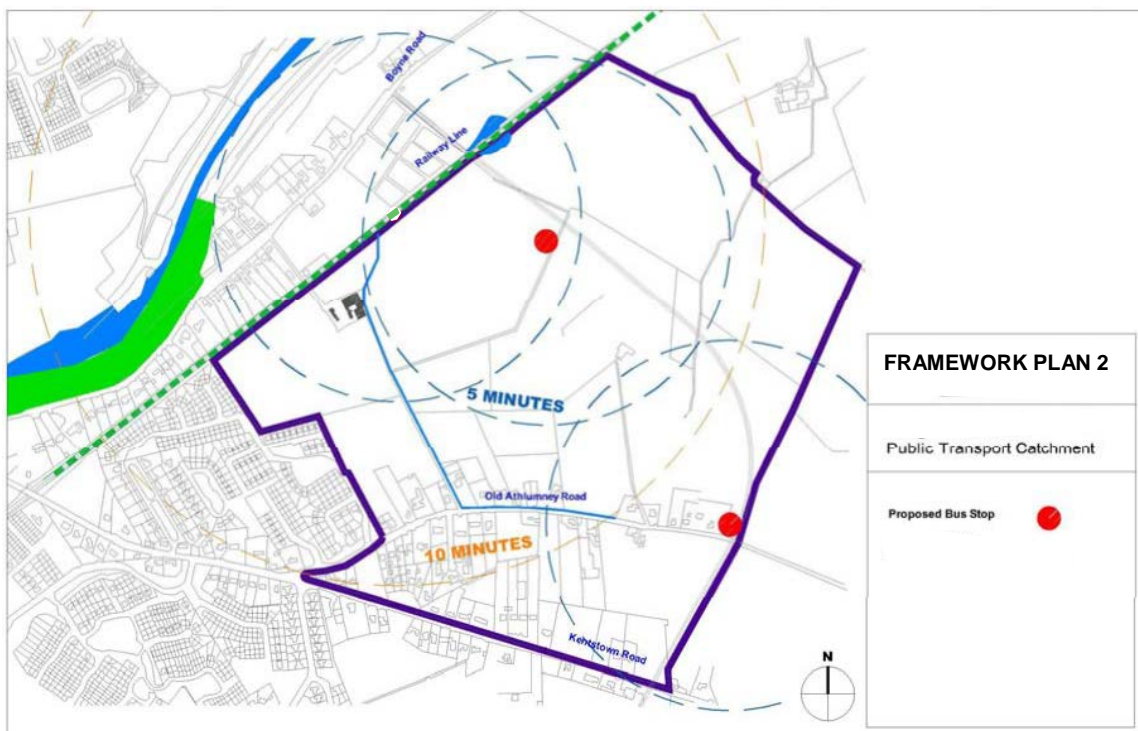 Boyne Road
Railway Line
5 MINUTES
Old Athlumney Road
10 MINUTES
Kentstown Road
N
FRAMEWORK PLAN 2
Public Transport Catchment
Proposed Bus Stop